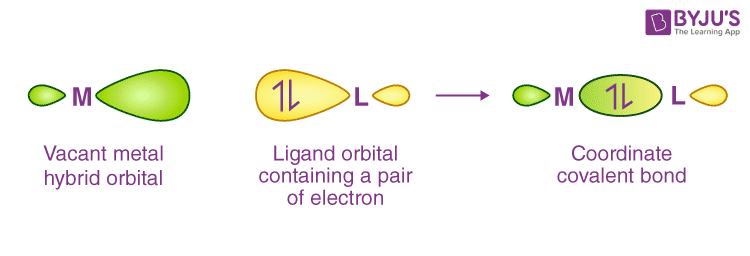 BYJU'S
The Learning App
M
L
M
L
Vacant metal
hybrid orbital
Ligand orbital
containing a pair
of electron
Coordinate
covalent bond